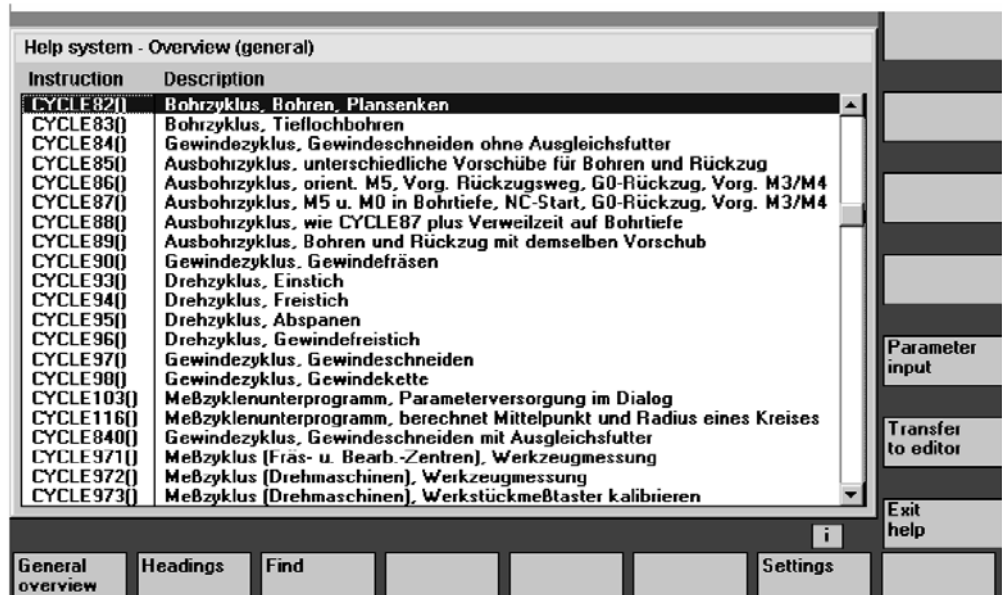 Help system - Overview (general)
Instruction Description
CYCLE82() Bohrzyklus, Bohren, Plansenken
CYCLE83() Bohrzyklus, Tieflochbohren
CYCLE84() Gewindezyklus, Gewindeschneiden ohne Ausgleichsfutter
CYCLE85() Ausbohrzyklus, unterschiedliche Vorschübe für Bohren und Rückzug
CYCLE86() Ausbohrzyklus, orient. M5, Vorg. Rückzugsweg, G0-Rückzug, Vorg. M3/M4
CYCLE87() Ausbohrzyklus, M5 u. M0 in Bohrtiefe, NC-Start, G0-Rückzug, Vorg. M3/M4
CYCLE88() Ausbohrzyklus, wie CYCLE87 plus Verweilzeit auf Bohrtiefe
CYCLE89() Ausbohrzyklus, Bohren und Rückzug mit demselben Vorschub
CYCLE90() Gewindezyklus, Gewindefräsen
CYCLE93() Drehzyklus, Einstich
CYCLE94() Drehzyklus, Freistich
CYCLE95() Drehzyklus, Abspanen
CYCLE96() Drehzyklus, Gewindefreistich
CYCLE97() Gewindezyklus, Gewindeschneiden
CYCLE98() Gewindezyklus, Gewindekette
CYCLE103() Meßzyklenunterprogramm, Parameterversorgung im Dialog
CYCLE116() Meßzyklenunterprogramm, berechnet Mittelpunkt und Radius eines Kreises
CYCLE840() Gewindezyklus, Gewindeschneiden mit Ausgleichsfutter
CYCLE971() Meßzyklus (Fräs- u. Bearb.-Zentren), Werkzeugmessung
CYCLE972() Meßzyklus (Drehmaschinen), Werkzeugmessung
CYCLE973() Meßzyklus (Drehmaschinen), Werkstückmeßtaster kalibrieren
Parameter
input
Transfer
to editor
Exit
help
i
General
overview
Headings
Find
Settings